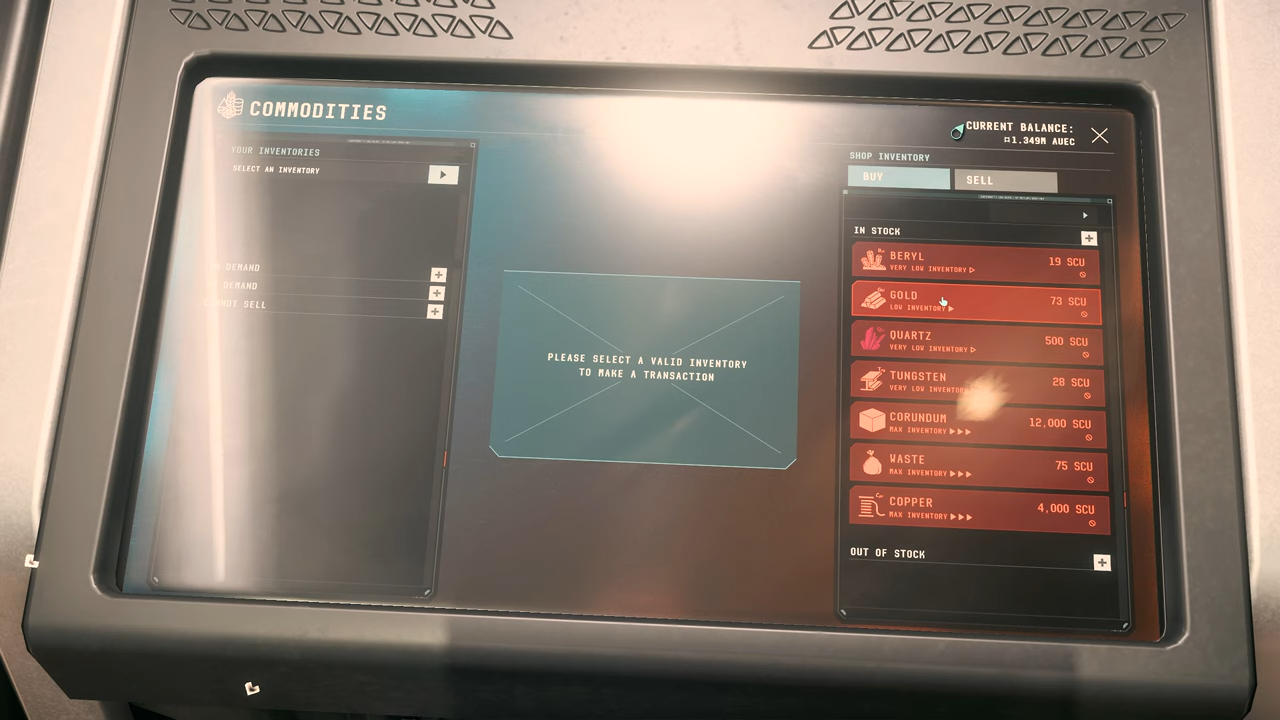 COMMODITIES
CURRENT BALANCE:
¤1.349M AUEC
YOUR INVENTORIES
SELECT AN INVENTORY
DEMAND
DEMAND
SELL
PLEASE SELECT A VALID INVENTORY
TO MAKE A TRANSACTION
SHOP INVENTORY
BUY
SELL
IN STOCK
BERYL
19 SCU
VERY LOW INVENTORY
GOLD
73 SCU
LOW INVENTORY
QUARTZ
500 SCU
VERY LOW INVENTORY
TUNGSTEN
28 SCU
VERY LOW INVENTORY
CORUNDUM
12,000 SCU
MAX INVENTORY
WASTE
75 SCU
MAX INVENTORY
COPPER
4,000 SCU
MAX INVENTORY
OUT OF STOCK